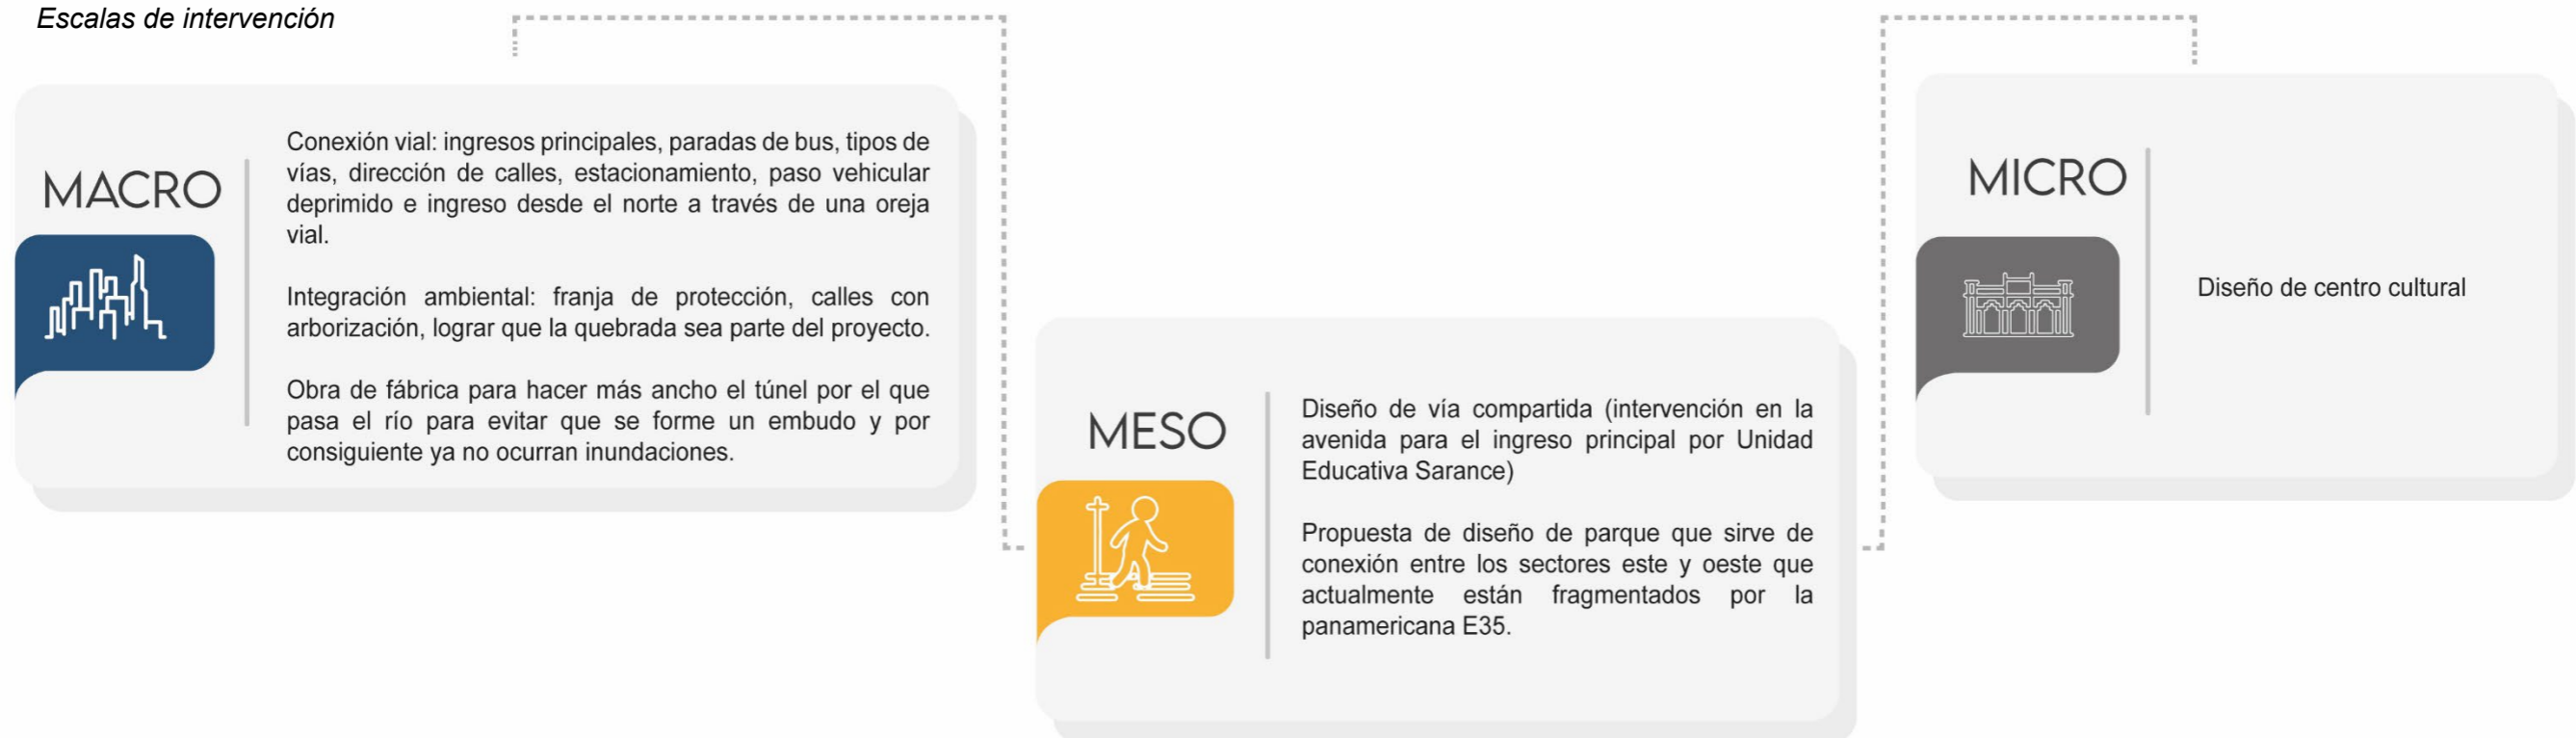 Escalas de intervención
MACRO
Conexión vial: ingresos principales, paradas de bus, tipos de
vías, dirección de calles, estacionamiento, paso vehicular
deprimido e ingreso desde el norte a través de una oreja
vial.
Integración ambiental: franja de protección, calles con
arborización, lograr que la quebrada sea parte del proyecto.
Obra de fábrica para hacer más ancho el túnel por el que
pasa el río para evitar que se forme un embudo y por
consiguiente ya no ocurran inundaciones.
MESO
Diseño de vía compartida (intervención en la
avenida para el ingreso principal por Unidad
Educativa Sarance)
Propuesta de diseño de parque que sirve de
conexión entre los sectores este y oeste que
actualmente están fragmentados por la
panamericana E35.
MICRO
Diseño de centro cultural